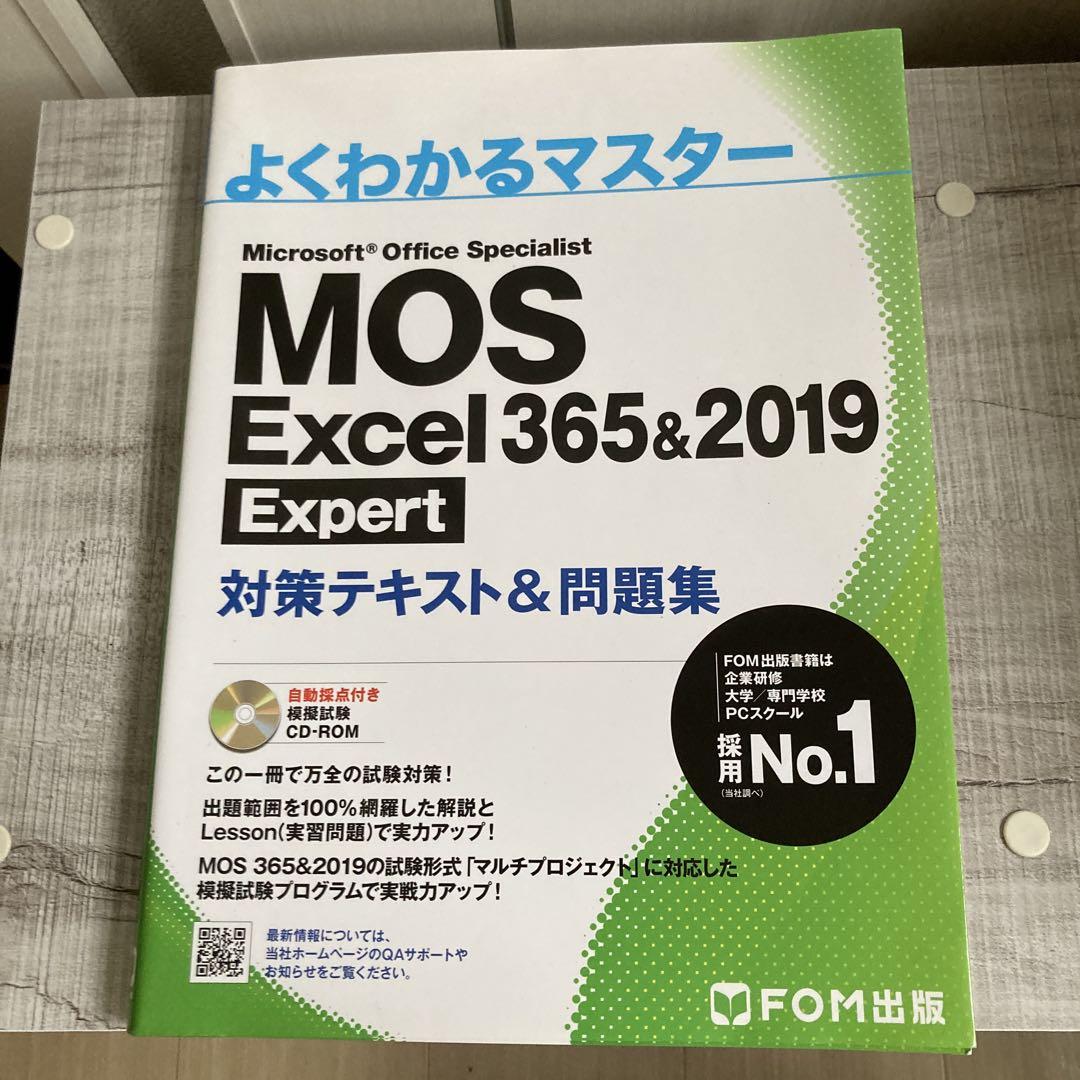 よくわかるマスター
Microsoft® Office Specialist
MOS
Excel 365&2019
Expert
対策テキスト&問題集
FOM出版書籍は
企業研修
大学/専門学校
PCスクール
採用 No.1
(当社調べ)
自動採点付き
模擬試験
CD-ROM
この一冊で万全の試験対策!
出題範囲を100%網羅した解説と
Lesson(実習問題)で実力アップ!
MOS 365&2019の試験形式「マルチプロジェクト」に対応した
模擬試験プログラムで実戦力アップ!
最新情報については、
当社ホームページのQAサポートや
お知らせをご覧ください。
FOM出版